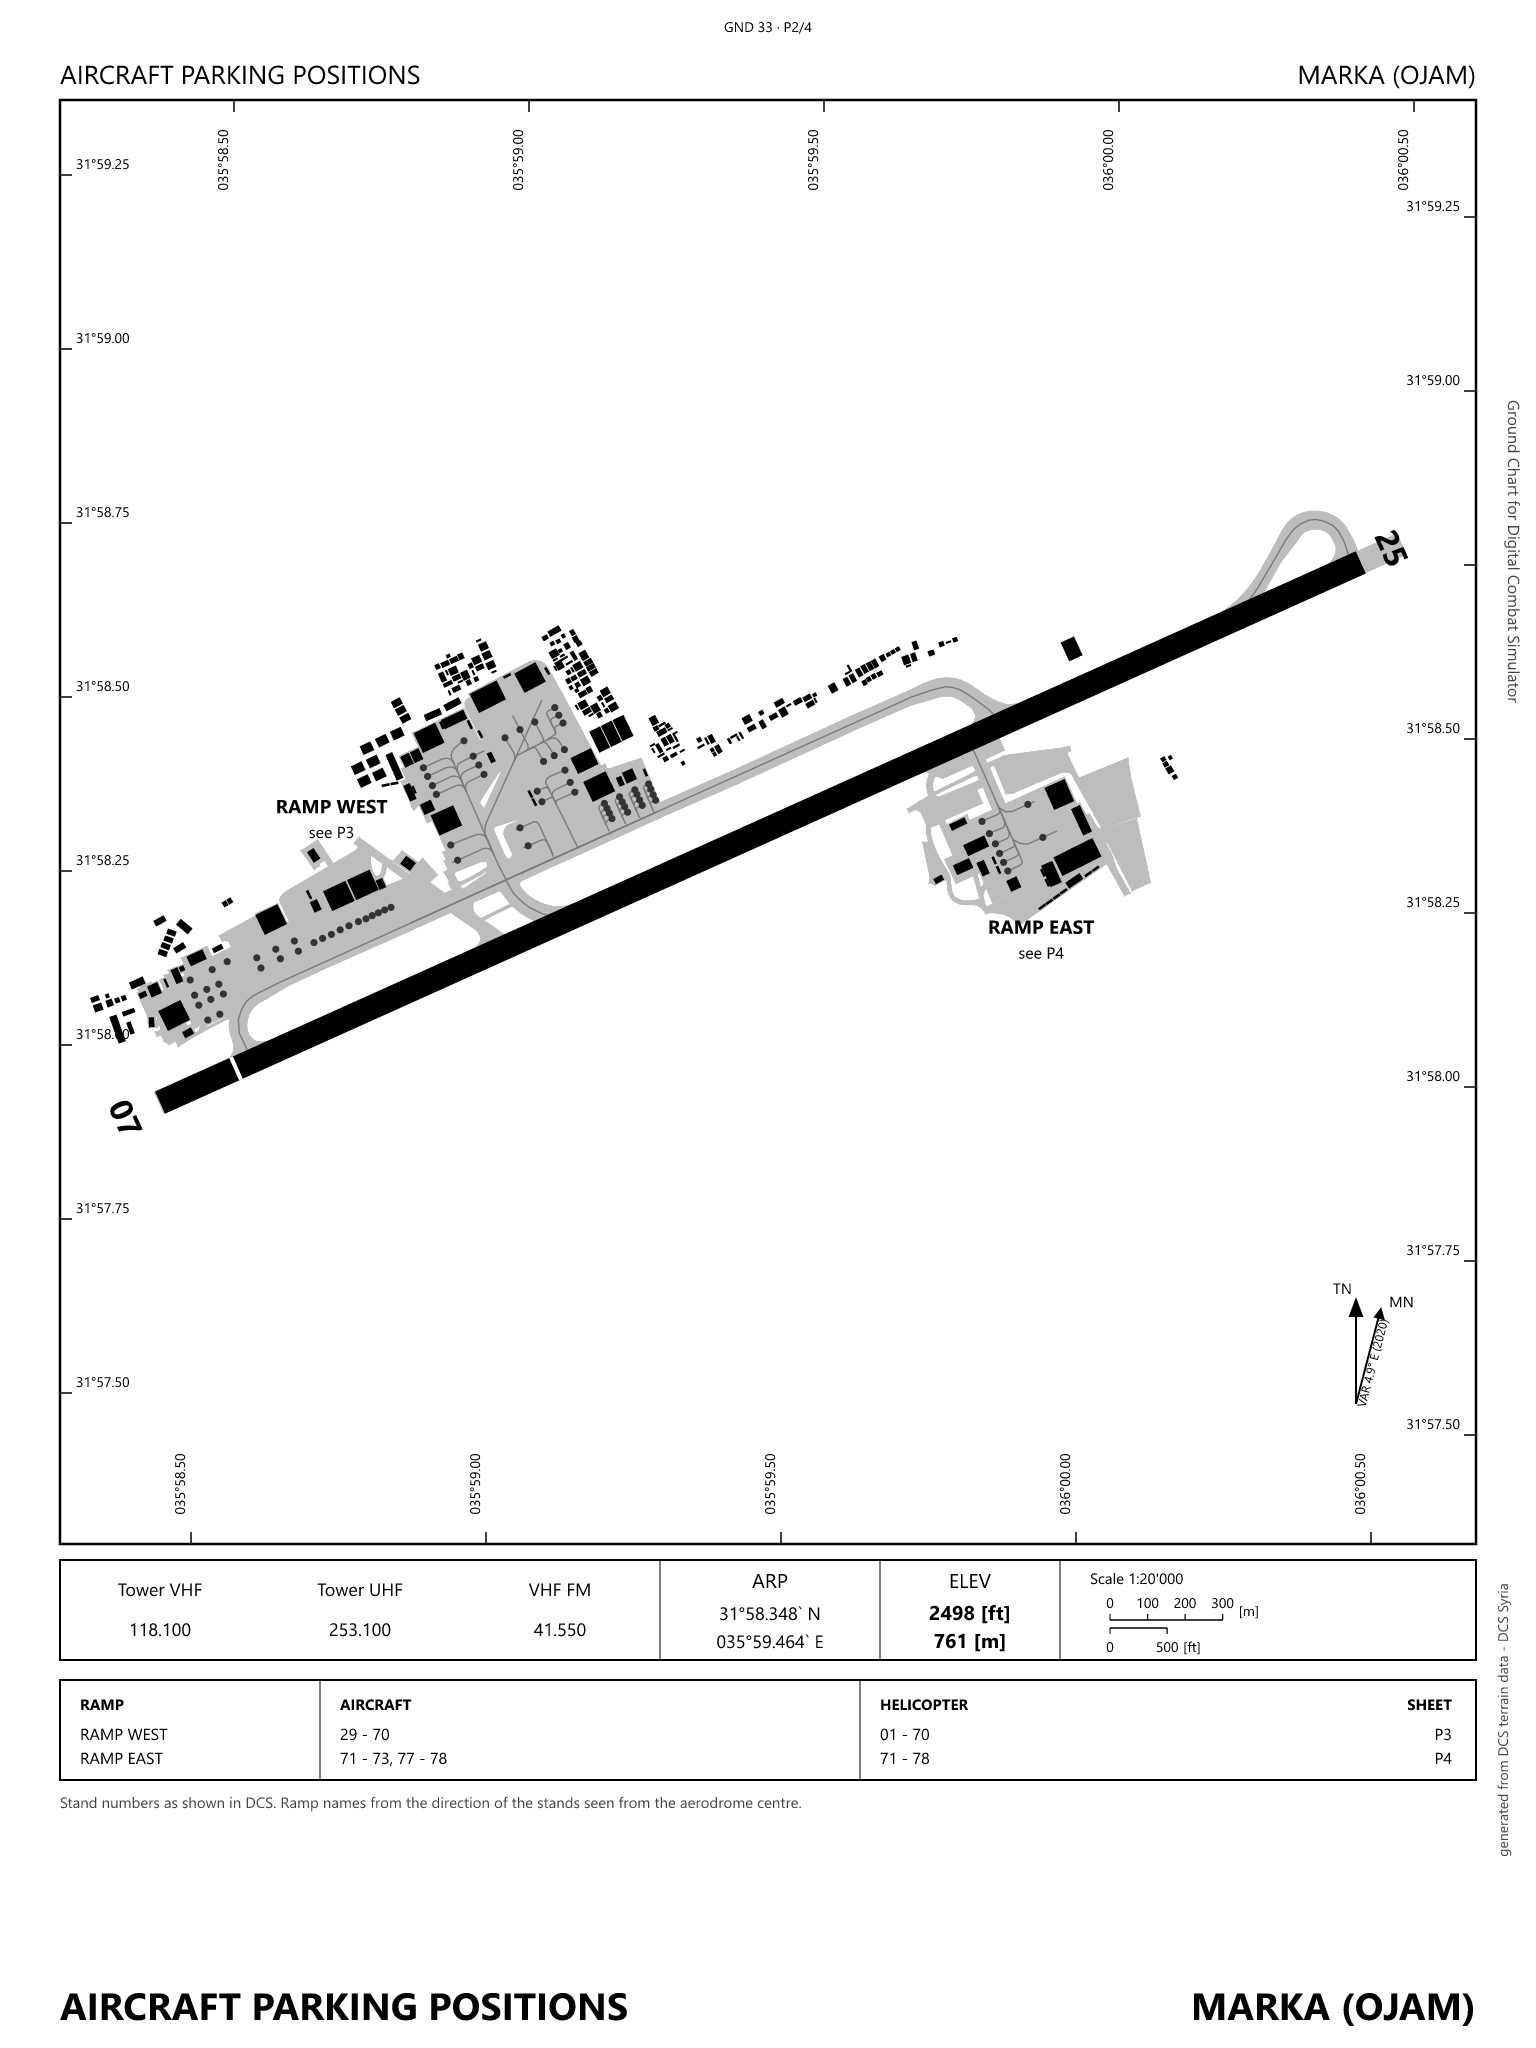 GND 33 · P2/4
AIRCRAFT PARKING POSITIONS
MARKA (OJAM)
035°58.50
035°59.00
035°59.50
036°00.00
036°00.50
31°59.25
31°59.25
31°59.00
31°59.00
31°58.75
31°58.50
31°58.50
31°58.25
31°58.25
31°58.00
31°57.75
31°57.75
31°57.50
31°57.50
25
RAMP WEST
see P3
RAMP EAST
see P4
07
TN
MN
VAR 4.9° E (2020)
035°58.50
035°59.00
035°59.50
036°00.00
036°00.50
Ground Chart for Digital Combat Simulator
Tower VHF
118.100
Tower UHF
253.100
VHF FM
41.550
ARP
31°58.348` N
035°59.464` E
ELEV
2498 [ft]
761 [m]
Scale 1:20'000
0 100 200 300 [m]
0 500 [ft]
RAMP AIRCRAFT HELICOPTER SHEET
RAMP WEST 29 - 70 01 - 70 P3
RAMP EAST 71 - 73, 77 - 78 71 - 78 P4
Stand numbers as shown in DCS. Ramp names from the direction of the stands seen from the aerodrome centre.
generated from DCS terrain data - DCS Syria
AIRCRAFT PARKING POSITIONS
MARKA (OJAM)